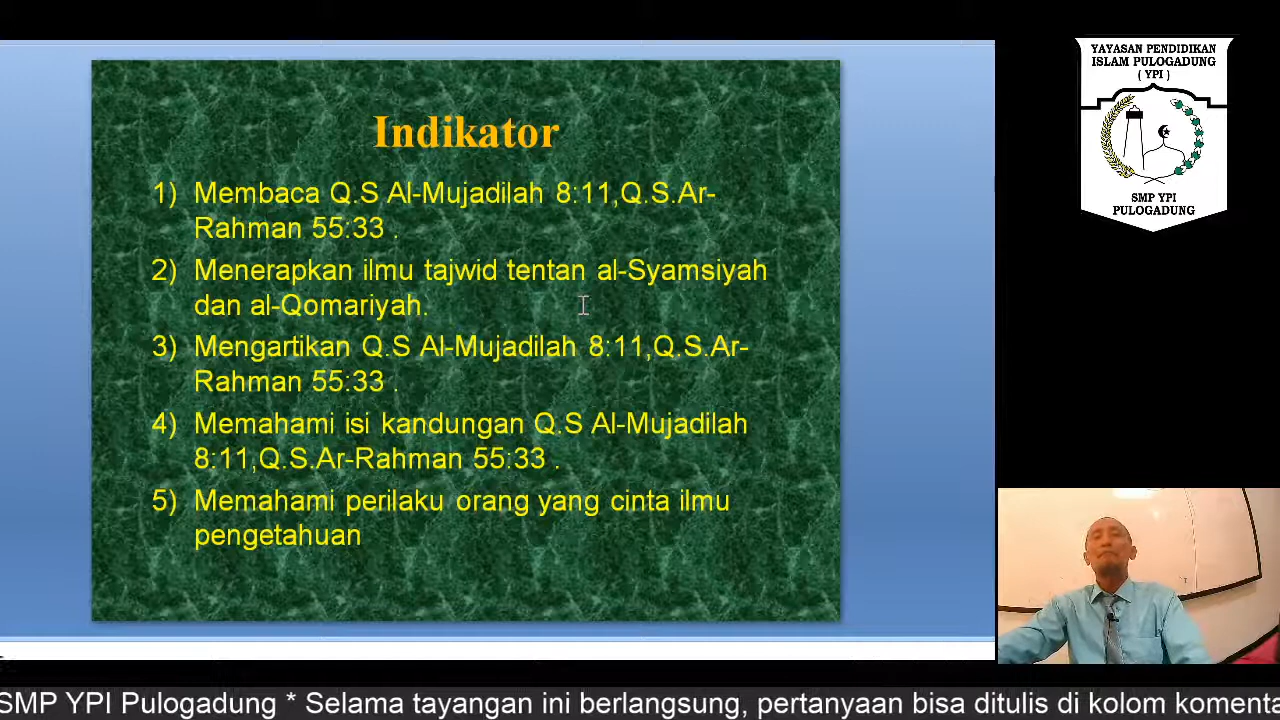 Indikator
1) Membaca Q.S Al-Mujadilah 8:11,Q.S.Ar-
Rahman 55:33 .
2) Menerapkan ilmu tajwid tentan al-Syamsiyah
dan al-Qomariyah.
3) Mengartikan Q.S Al-Mujadilah 8:11,Q.S.Ar-
Rahman 55:33 .
4) Memahami isi kandungan Q.S Al-Mujadilah
8:11,Q.S.Ar-Rahman 55:33 .
5) Memahami perilaku orang yang cinta ilmu
pengetahuan
YAYASAN PENDIDIKAN
ISLAM PULOGADUNG
( YPI )
SMP YPI
PULOGADUNG
SMP YPI Pulogadung * Selama tayangan ini berlangsung, pertanyaan bisa ditulis di kolom komenta